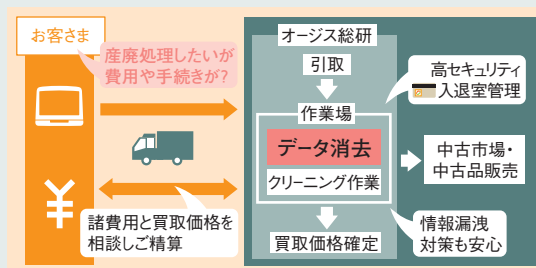 お客さま
産廃処理したいが
費用や手続きが?
¥
諸費用と買取価格を
相談しご精算
オージス総研
引取
作業場
データ消去
クリーニング作業
買取価格確定
高セキュリティ
入退室管理
中古市場・
中古品販売
情報漏洩
対策も安心